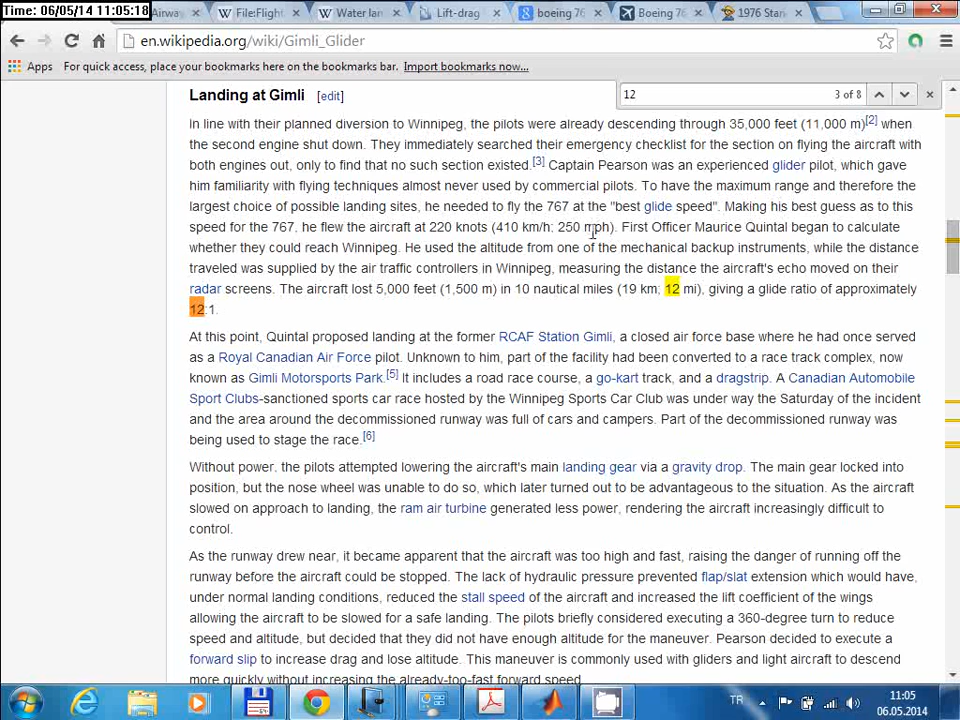 Time: 06/05/14 11:05:18
Airway
File:Flight
Water lan
Lift-drag
boeing 76
Boeing 76
1976 Stan
en.wikipedia.org/wiki/Gimli_Glider
Apps For quick access, place your bookmarks here on the bookmarks bar. Import bookmarks now...
12 3 of 8
Landing at Gimli [edit]
In line with their planned diversion to Winnipeg, the pilots were already descending through 35,000 feet (11,000 m)[2] when
the second engine shut down. They immediately searched their emergency checklist for the section on flying the aircraft with
both engines out, only to find that no such section existed.[3] Captain Pearson was an experienced glider pilot, which gave
him familiarity with flying techniques almost never used by commercial pilots. To have the maximum range and therefore the
largest choice of possible landing sites, he needed to fly the 767 at the "best glide speed". Making his best guess as to this
speed for the 767, he flew the aircraft at 220 knots (410 km/h; 250 mph). First Officer Maurice Quintal began to calculate
whether they could reach Winnipeg. He used the altitude from one of the mechanical backup instruments, while the distance
traveled was supplied by the air traffic controllers in Winnipeg, measuring the distance the aircraft's echo moved on their
radar screens. The aircraft lost 5,000 feet (1,500 m) in 10 nautical miles (19 km; 12 mi), giving a glide ratio of approximately
12:1.
At this point, Quintal proposed landing at the former RCAF Station Gimli, a closed air force base where he had once served
as a Royal Canadian Air Force pilot. Unknown to him, part of the facility had been converted to a race track complex, now
known as Gimli Motorsports Park.[5] It includes a road race course, a go-kart track, and a dragstrip. A Canadian Automobile
Sport Clubs-sanctioned sports car race hosted by the Winnipeg Sports Car Club was under way the Saturday of the incident
and the area around the decommissioned runway was full of cars and campers. Part of the decommissioned runway was
being used to stage the race.[6]
Without power, the pilots attempted lowering the aircraft's main landing gear via a gravity drop. The main gear locked into
position, but the nose wheel was unable to do so, which later turned out to be advantageous to the situation. As the aircraft
slowed on approach to landing, the ram air turbine generated less power, rendering the aircraft increasingly difficult to
control.
As the runway drew near, it became apparent that the aircraft was too high and fast, raising the danger of running off the
runway before the aircraft could be stopped. The lack of hydraulic pressure prevented flap/slat extension which would have,
under normal landing conditions, reduced the stall speed of the aircraft and increased the lift coefficient of the wings
allowing the aircraft to be slowed for a safe landing. The pilots briefly considered executing a 360-degree turn to reduce
speed and altitude, but decided that they did not have enough altitude for the maneuver. Pearson decided to execute a
forward slip to increase drag and lose altitude. This maneuver is commonly used with gliders and light aircraft to descend
more quickly without increasing the already-too-fast forward speed.
TR
11:05
06.05.2014